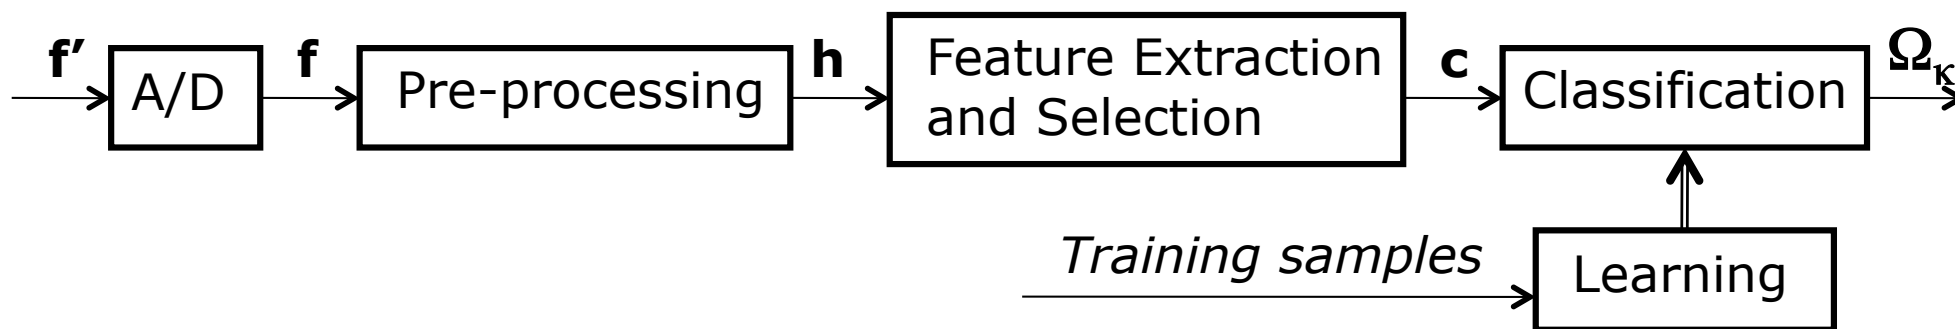 f′
A/D
f
Pre-processing
h
Feature Extraction
and Selection
c
Classification
Ωκ
Training samples
Learning